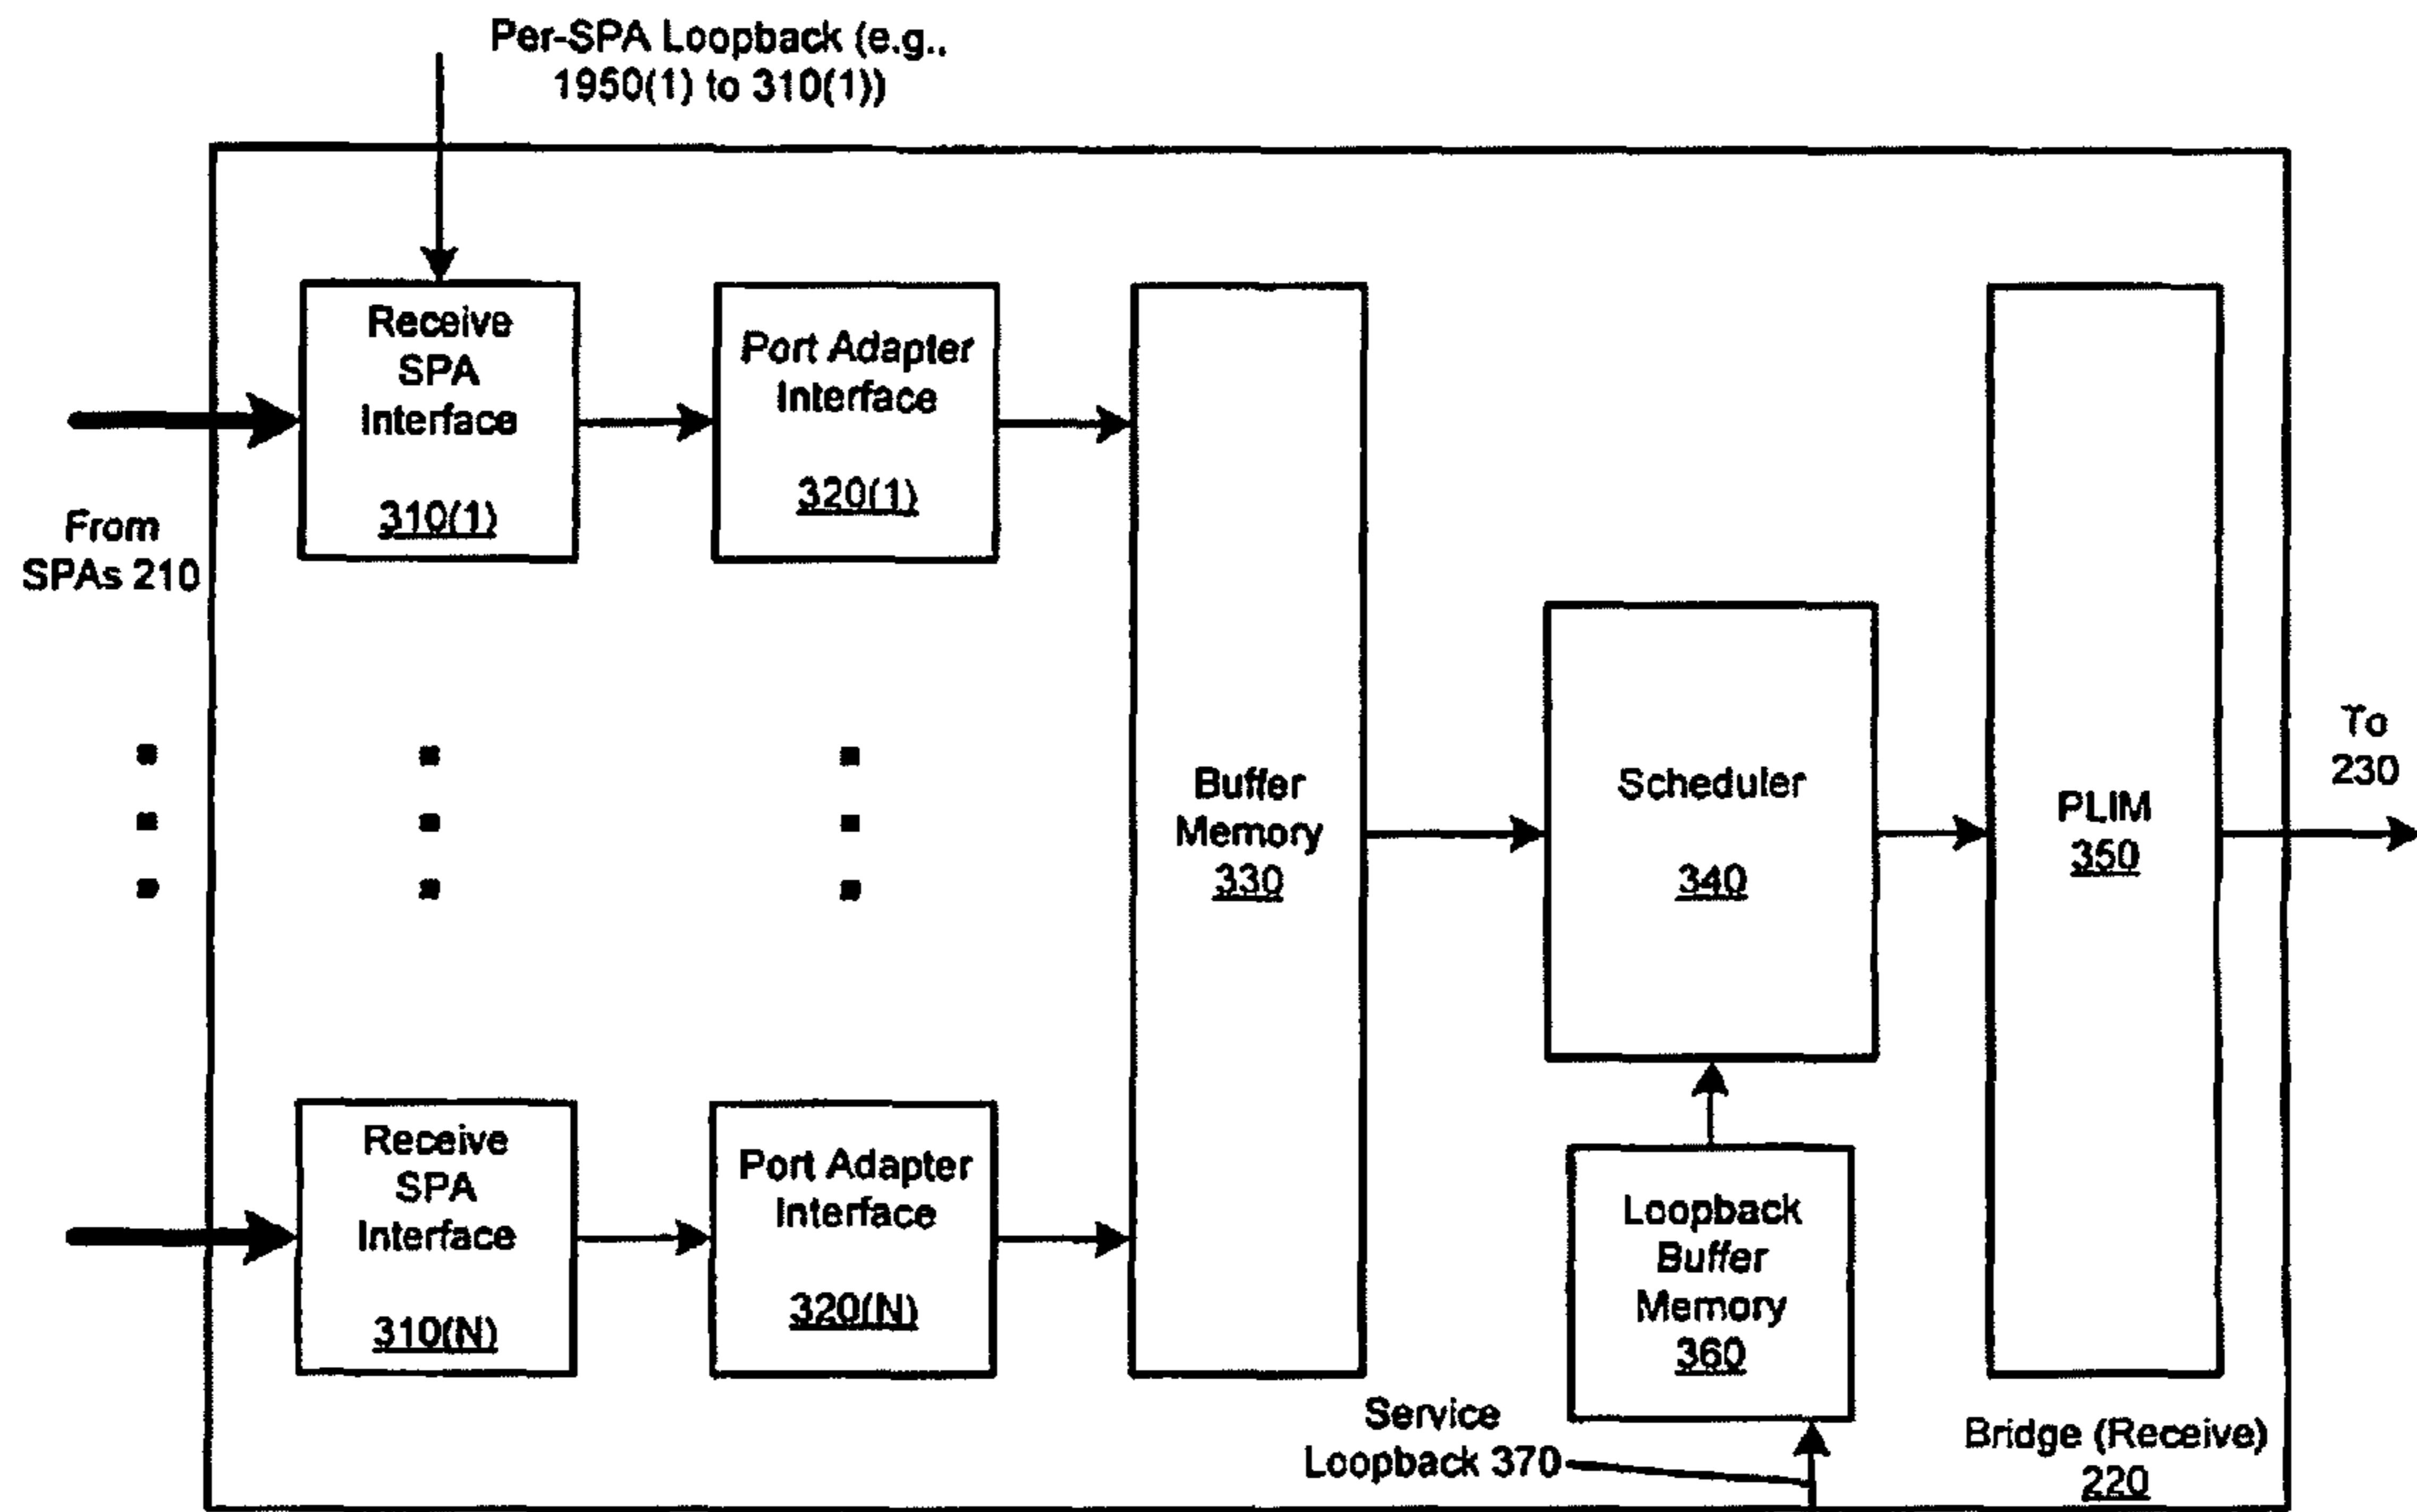 Per-SPA Loopback (e.g.,
1950(1) to 310(1))
Receive
SPA
Interface
310(1)
Port Adapter
Interface
320(1)
From
SPAs 210
Buffer
Memory
330
Scheduler
340
PLIM
350
To
230
Receive
SPA
Interface
310(N)
Port Adapter
Interface
320(N)
Loopback
Buffer
Memory
360
Service
Loopback 370
Bridge (Receive)
220